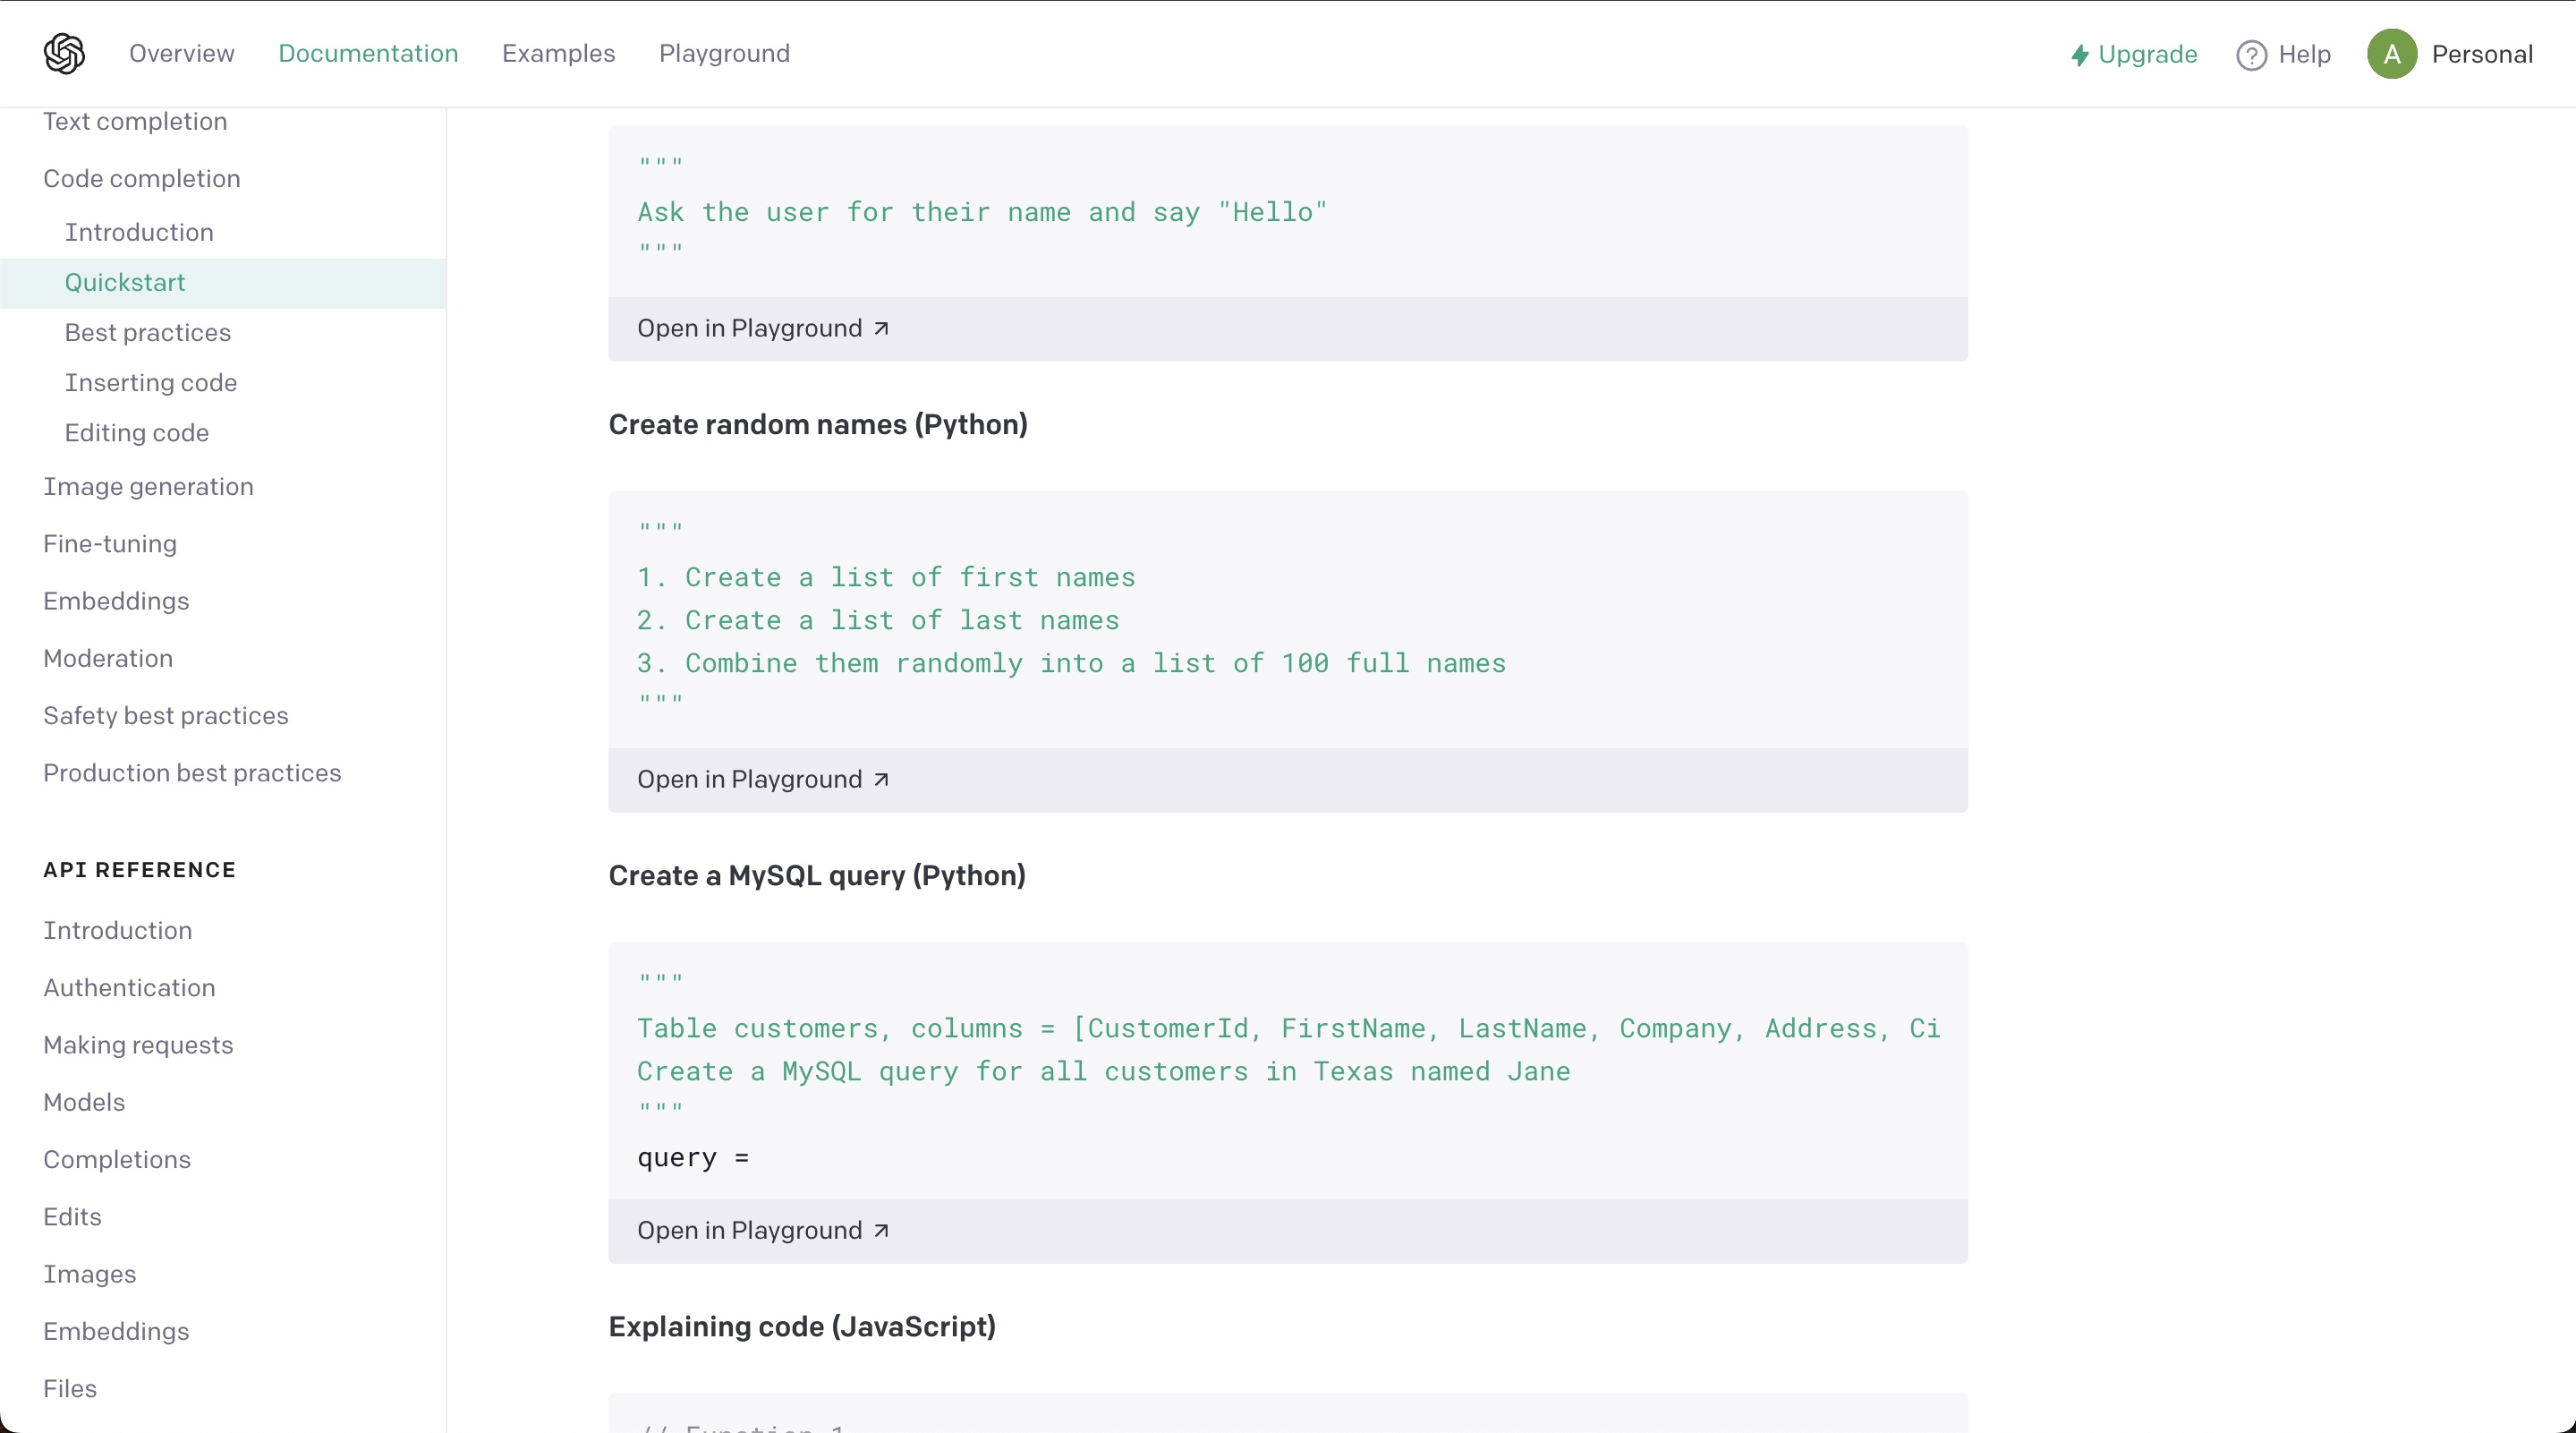 Overview Documentation Examples Playground Upgrade Help A Personal
Text completion
Code completion
Introduction
Quickstart
Best practices
Inserting code
Editing code
Image generation
Fine-tuning
Embeddings
Moderation
Safety best practices
Production best practices
API REFERENCE
Introduction
Authentication
Making requests
Models
Completions
Edits
Images
Embeddings
Files
"""
Ask the user for their name and say "Hello"
"""
Open in Playground ↗
Create random names (Python)
"""
1. Create a list of first names
2. Create a list of last names
3. Combine them randomly into a list of 100 full names
"""
Open in Playground ↗
Create a MySQL query (Python)
"""
Table customers, columns = [CustomerId, FirstName, LastName, Company, Address, Ci
Create a MySQL query for all customers in Texas named Jane
"""
query =
Open in Playground ↗
Explaining code (JavaScript)
// Function 1